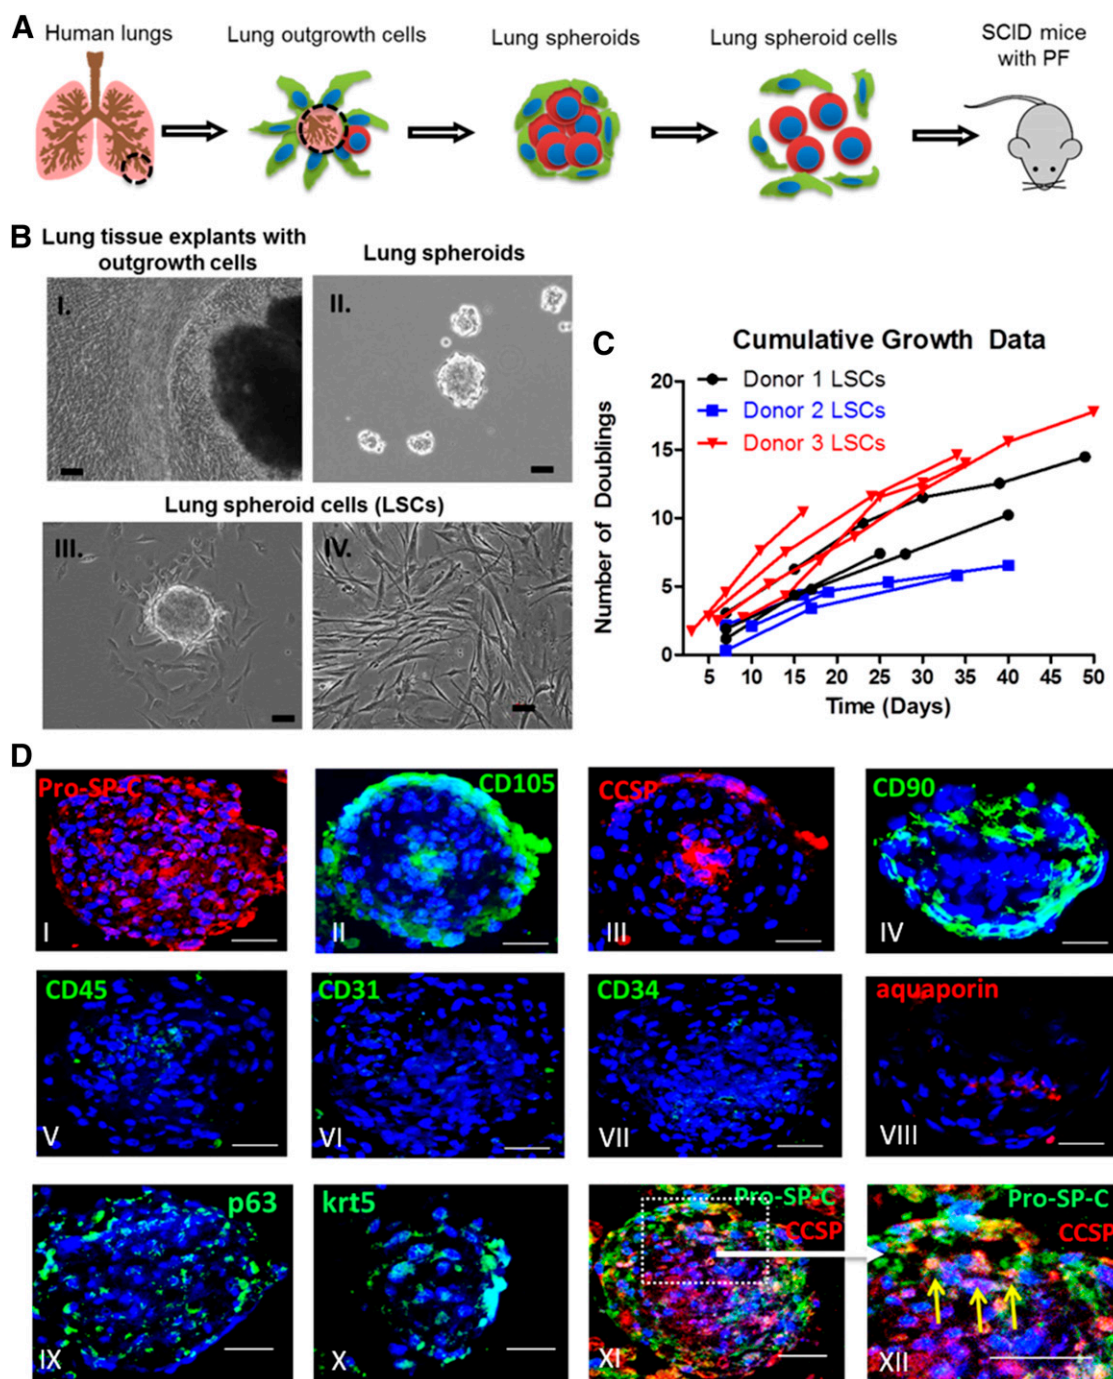 A
Human lungs
Lung outgrowth cells
Lung spheroids
Lung spheroid cells
SCID mice
with PF
B
Lung tissue explants with
outgrowth cells
Lung spheroids
I.
II.
Lung spheroid cells (LSCs)
III.
IV.
C
Cumulative Growth Data
Donor 1 LSCs
Donor 2 LSCs
Donor 3 LSCs
Number of Doublings
20
15
10
5
0
5 10 15 20 25 30 35 40 45 50
Time (Days)
D
Pro-SP-C
I
CD105
II
CCSP
III
CD90
IV
CD45
V
CD31
VI
CD34
VII
aquaporin
VIII
p63
IX
krt5
X
Pro-SP-C
CCSP
XI
Pro-SP-C
CCSP
XII